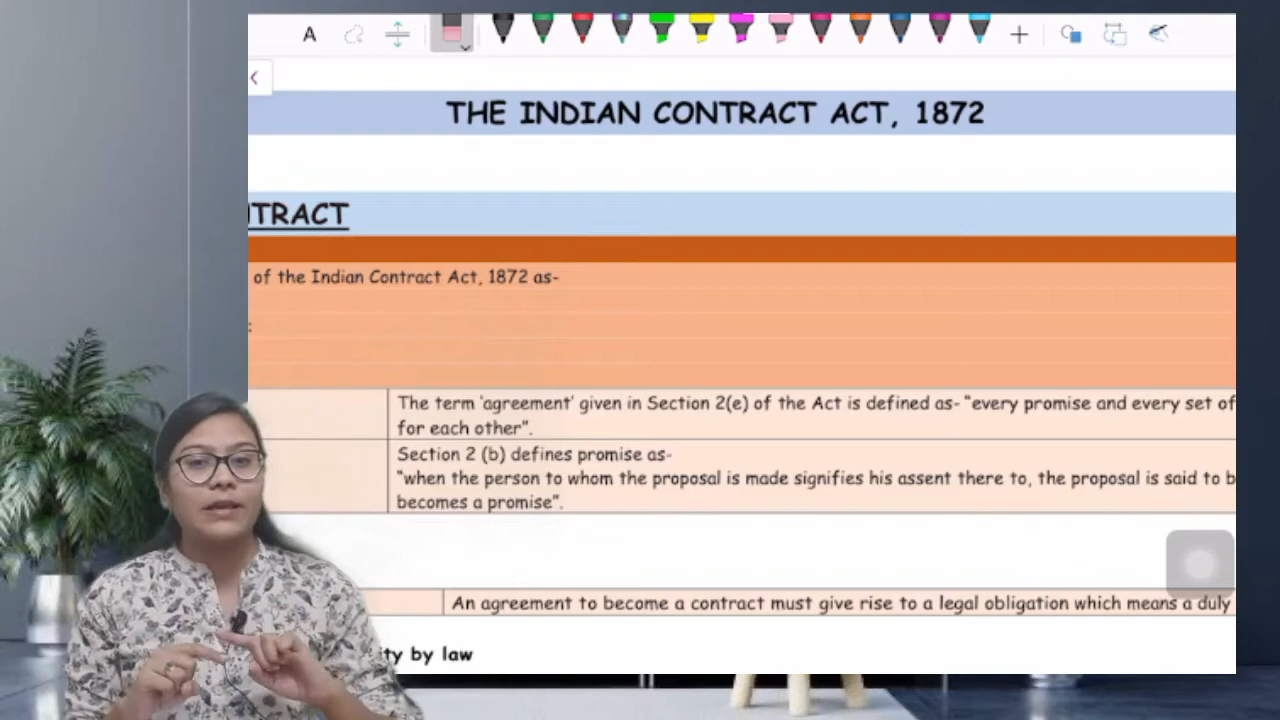 A
THE INDIAN CONTRACT ACT, 1872
NTRACT
of the Indian Contract Act, 1872 as-
:
The term 'agreement' given in Section 2(e) of the Act is defined as- "every promise and every set of
for each other".
Section 2 (b) defines promise as-
"when the person to whom the proposal is made signifies his assent there to, the proposal is said to b
becomes a promise".
An agreement to become a contract must give rise to a legal obligation which means a duly
ity by law